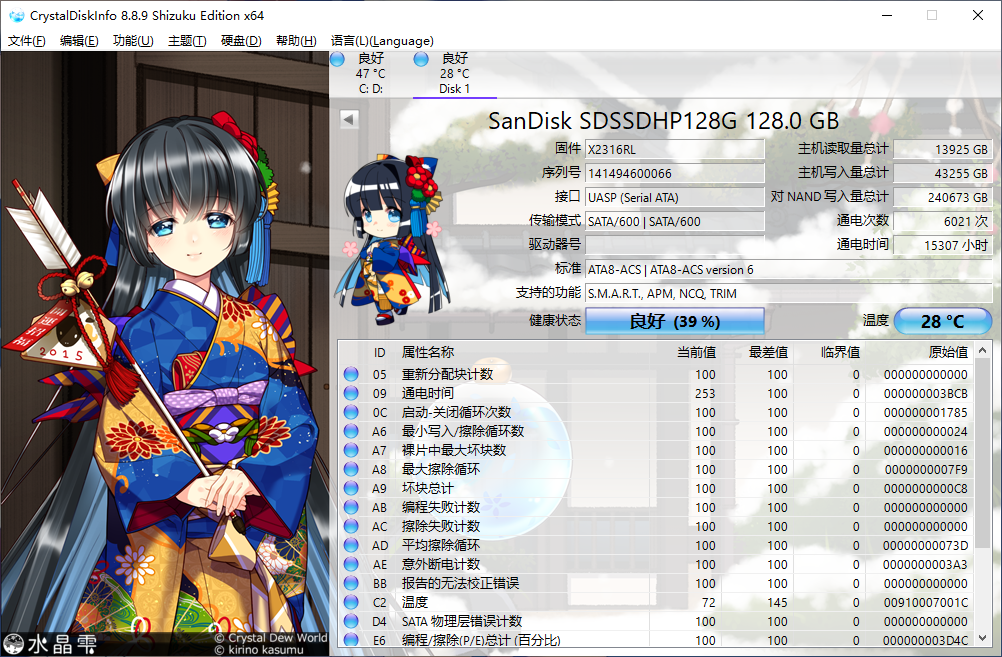 CrystalDiskInfo 8.8.9 Shizuku Edition x64
文件(F) 编辑(E) 功能(U) 主题(T) 硬盘(D) 帮助(H) 语言(L)(Language)
良好 良好
47 °C 28 °C
C: D: Disk 1
SanDisk SDSSDHP128G 128.0 GB
固件 X2316RL 主机读取量总计 13925 GB
序列号 141494600066 主机写入量总计 43255 GB
接口 UASP (Serial ATA) 对 NAND 写入量总计 240673 GB
传输模式 SATA/600 | SATA/600 通电次数 6021 次
驱动器号 通电时间 15307 小时
标准 ATA8-ACS | ATA8-ACS version 6
支持的功能 S.M.A.R.T., APM, NCQ, TRIM
健康状态 良好 (39 %) 温度 28 °C
ID 属性名称 当前值 最差值 临界值 原始值
05 重新分配块计数 100 100 0 000000000000
09 通电时间 253 100 0 000000003BCB
0C 启动-关闭循环次数 100 100 0 000000001785
A6 最小写入/擦除循环数 100 100 0 000000000024
A7 裸片中最大坏块数 100 100 0 000000000016
A8 最大擦除循环 100 100 0 0000000007F9
A9 坏块总计 100 100 0 0000000000C8
AB 编程失败计数 100 100 0 000000000000
AC 擦除失败计数 100 100 0 000000000000
AD 平均擦除循环 100 100 0 00000000073D
AE 意外断电计数 100 100 0 0000000003A3
BB 报告的无法校正错误 100 100 0 000000000000
C2 温度 72 145 0 00910007001C
D4 SATA 物理层错误计数 100 100 0 000000000000
E6 编程/擦除(P/E)总计 (百分比) 100 100 0 000000003D4C
2015
水晶雫
© Crystal Dew World
© kirino kasumu